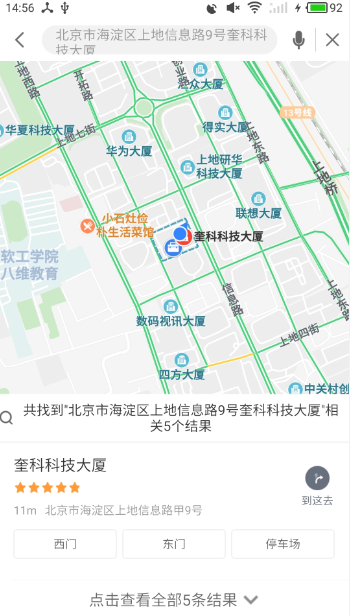 14:56
92
北京市海淀区上地信息路9号奎科科
技大厦
上地西路
开拓路
创业路
13号线
华夏科技大厦
上地七街
华为大厦
得实大厦
上地东路
上地研华
科技大厦
上地桥
联想大厦
小石灶俭
朴生活菜馆
奎科科技大厦
软工学院
八维教育
信息路
上地东路
数码视讯大厦
上地四街
四方大厦
中关村创
共找到"北京市海淀区上地信息路9号奎科科技大厦"相
关5个结果
奎科科技大厦
11m 北京市海淀区上地信息路甲9号
到这去
西门
东门
停车场
点击查看全部5条结果